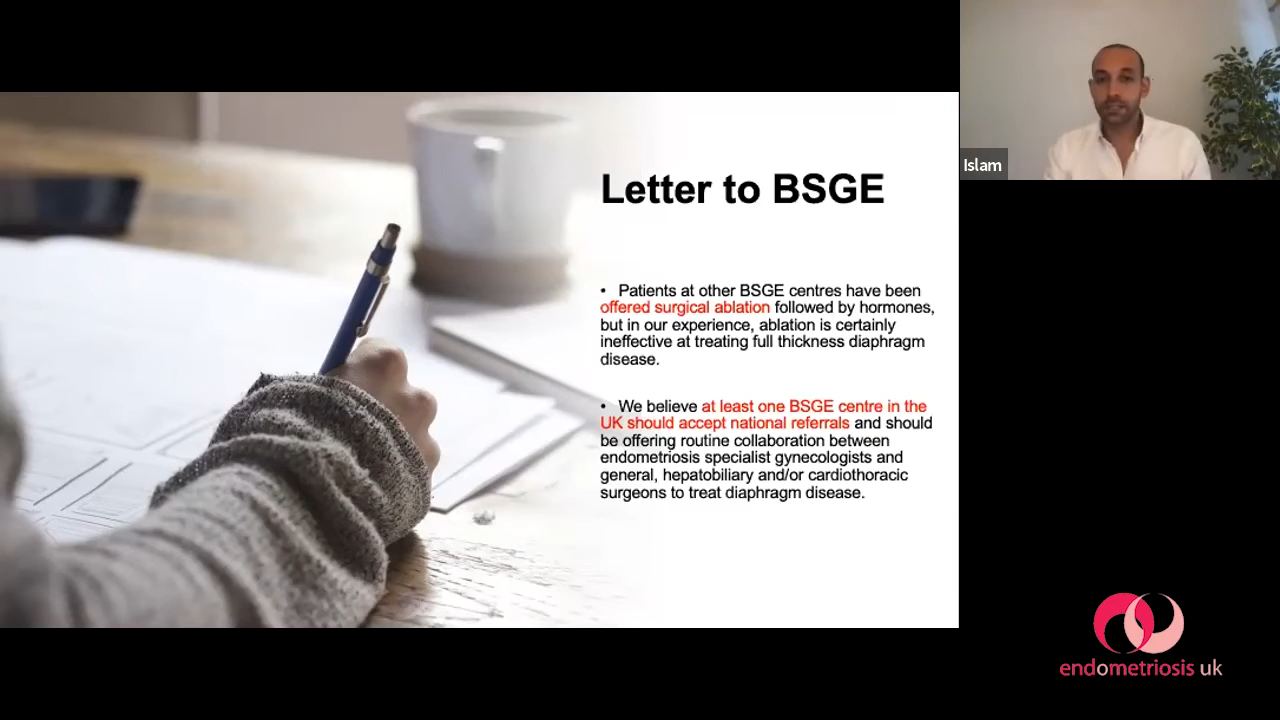 Letter to BSGE
• Patients at other BSGE centres have been
offered surgical ablation followed by hormones,
but in our experience, ablation is certainly
ineffective at treating full thickness diaphragm
disease.
• We believe at least one BSGE centre in the
UK should accept national referrals and should
be offering routine collaboration between
endometriosis specialist gynecologists and
general, hepatobiliary and/or cardiothoracic
surgeons to treat diaphragm disease.
Islam
endometriosis uk